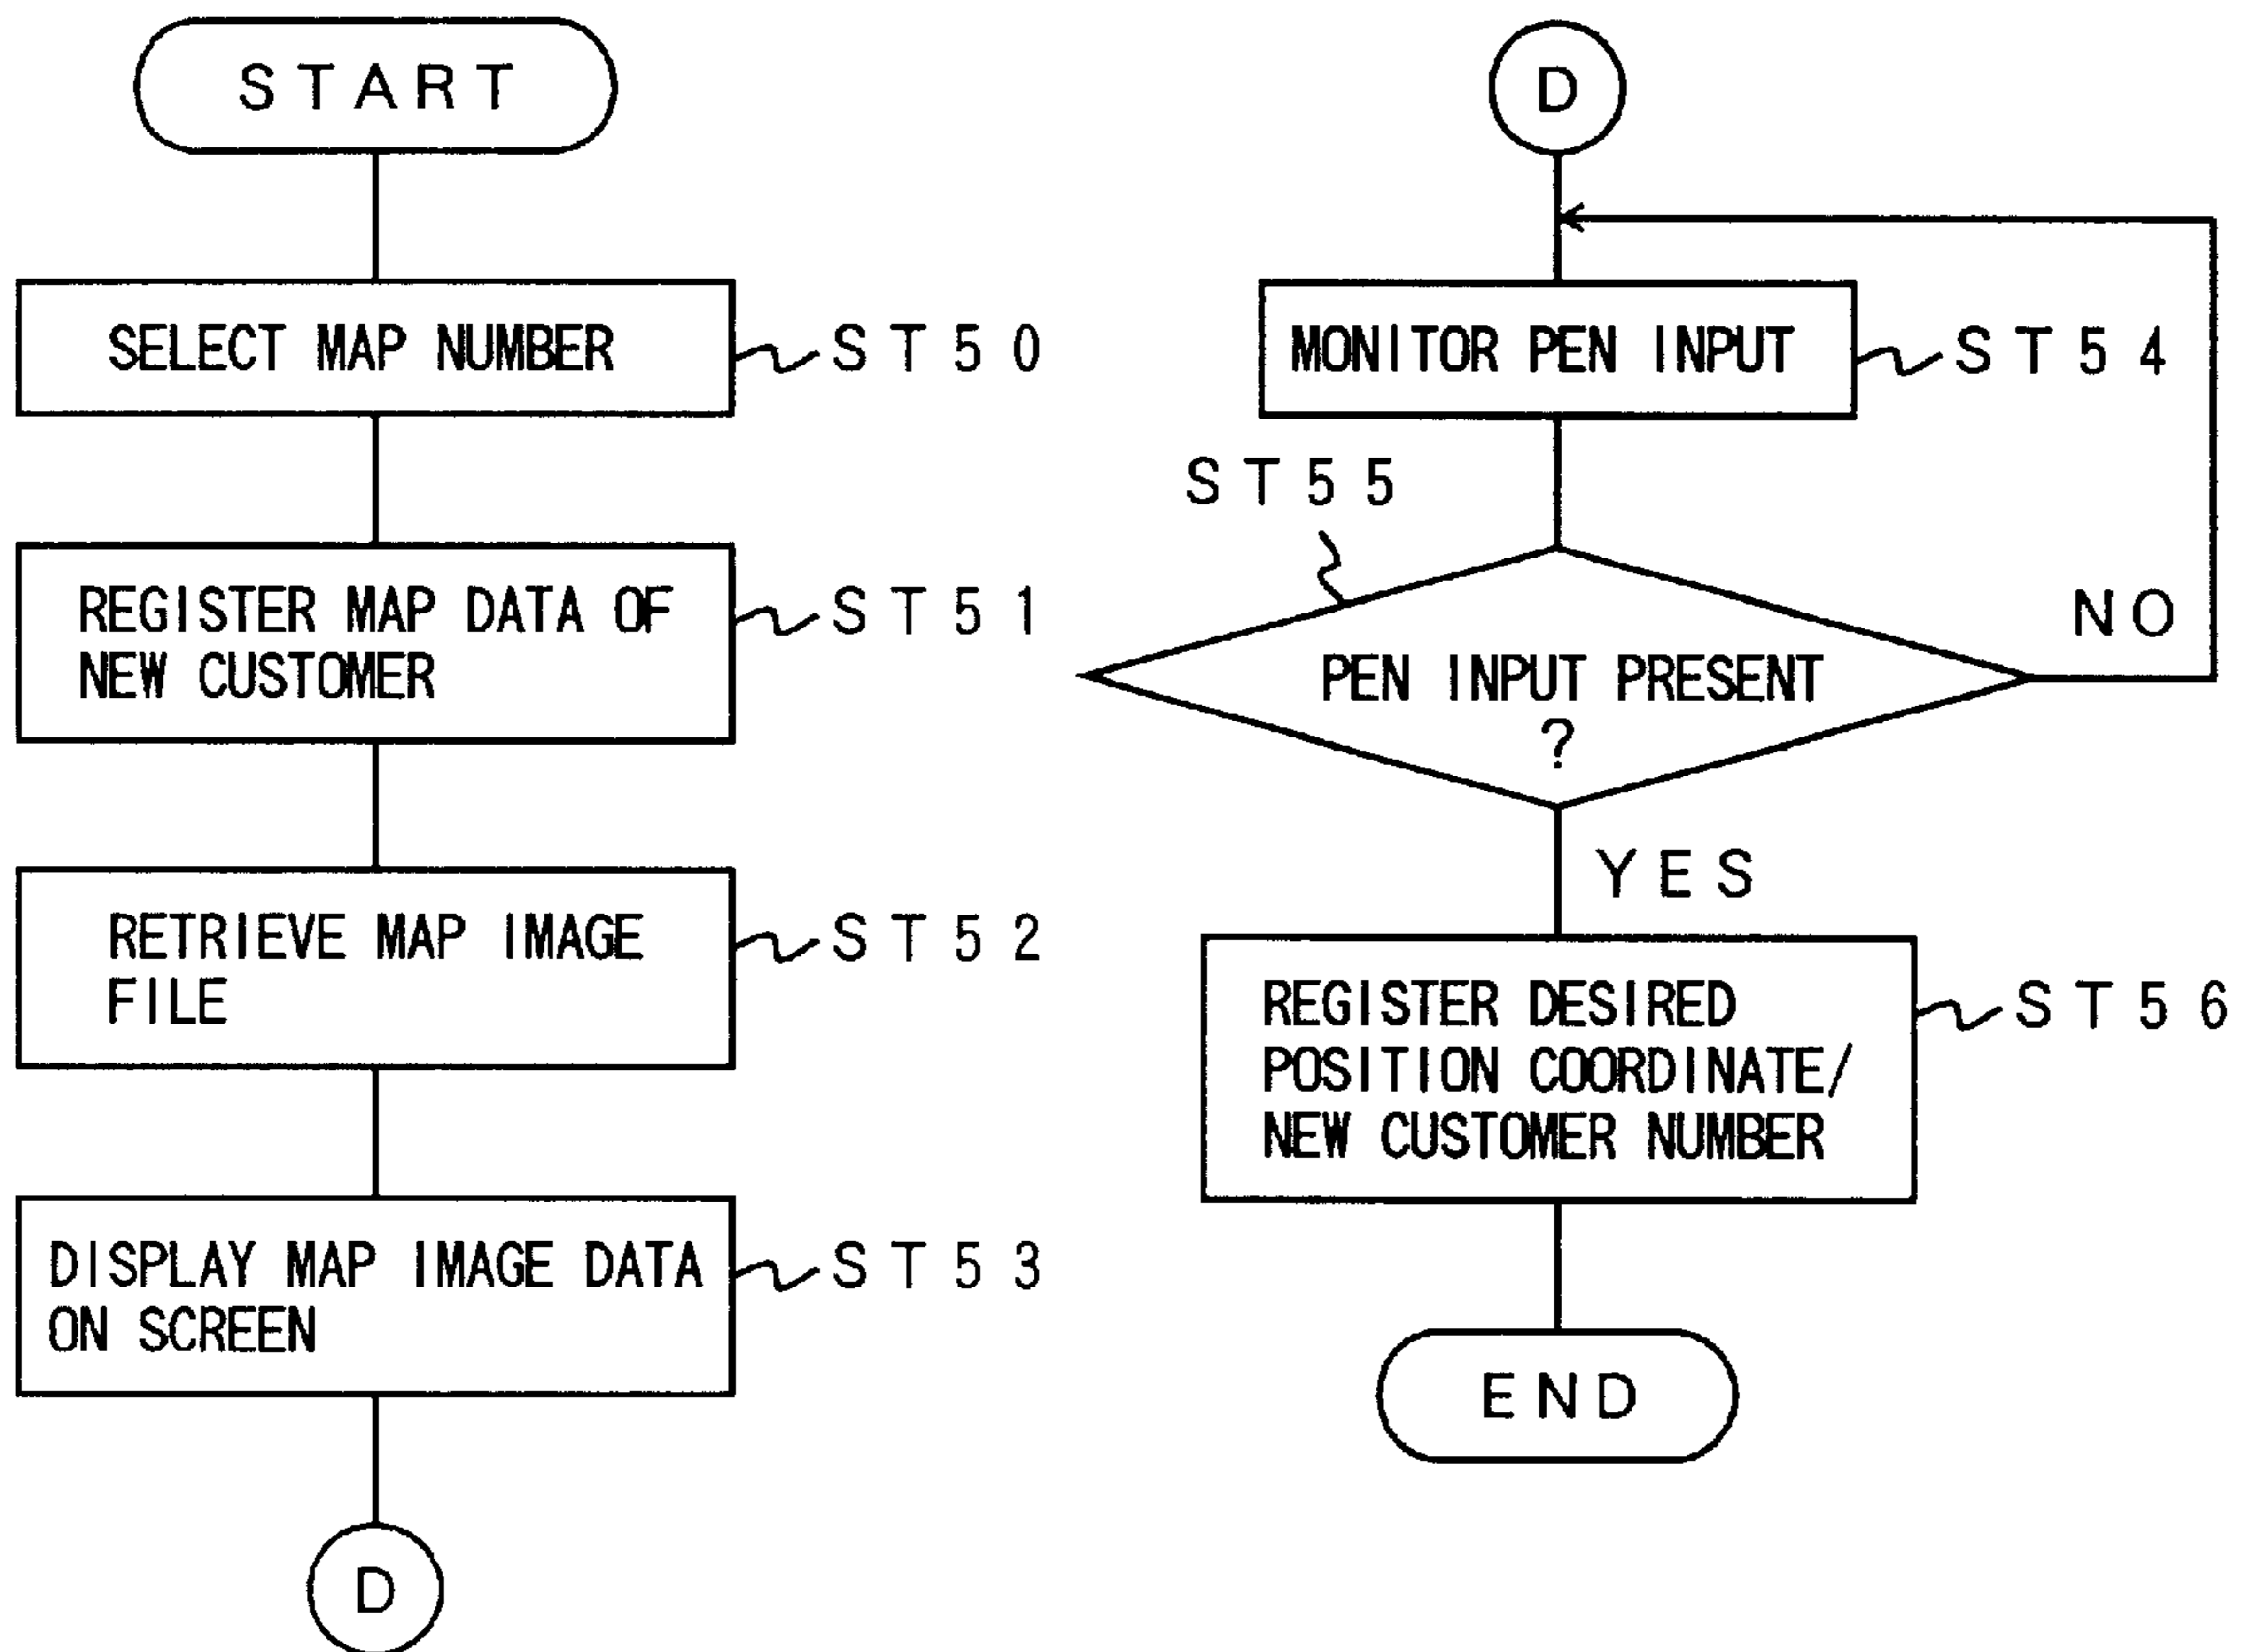 START
SELECT MAP NUMBER
ST50
REGISTER MAP DATA OF
NEW CUSTOMER
ST51
RETRIEVE MAP IMAGE
FILE
ST52
DISPLAY MAP IMAGE DATA
ON SCREEN
ST53
D
D
MONITOR PEN INPUT
ST54
ST55
PEN INPUT PRESENT
?
NO
YES
REGISTER DESIRED
POSITION COORDINATE/
NEW CUSTOMER NUMBER
ST56
END